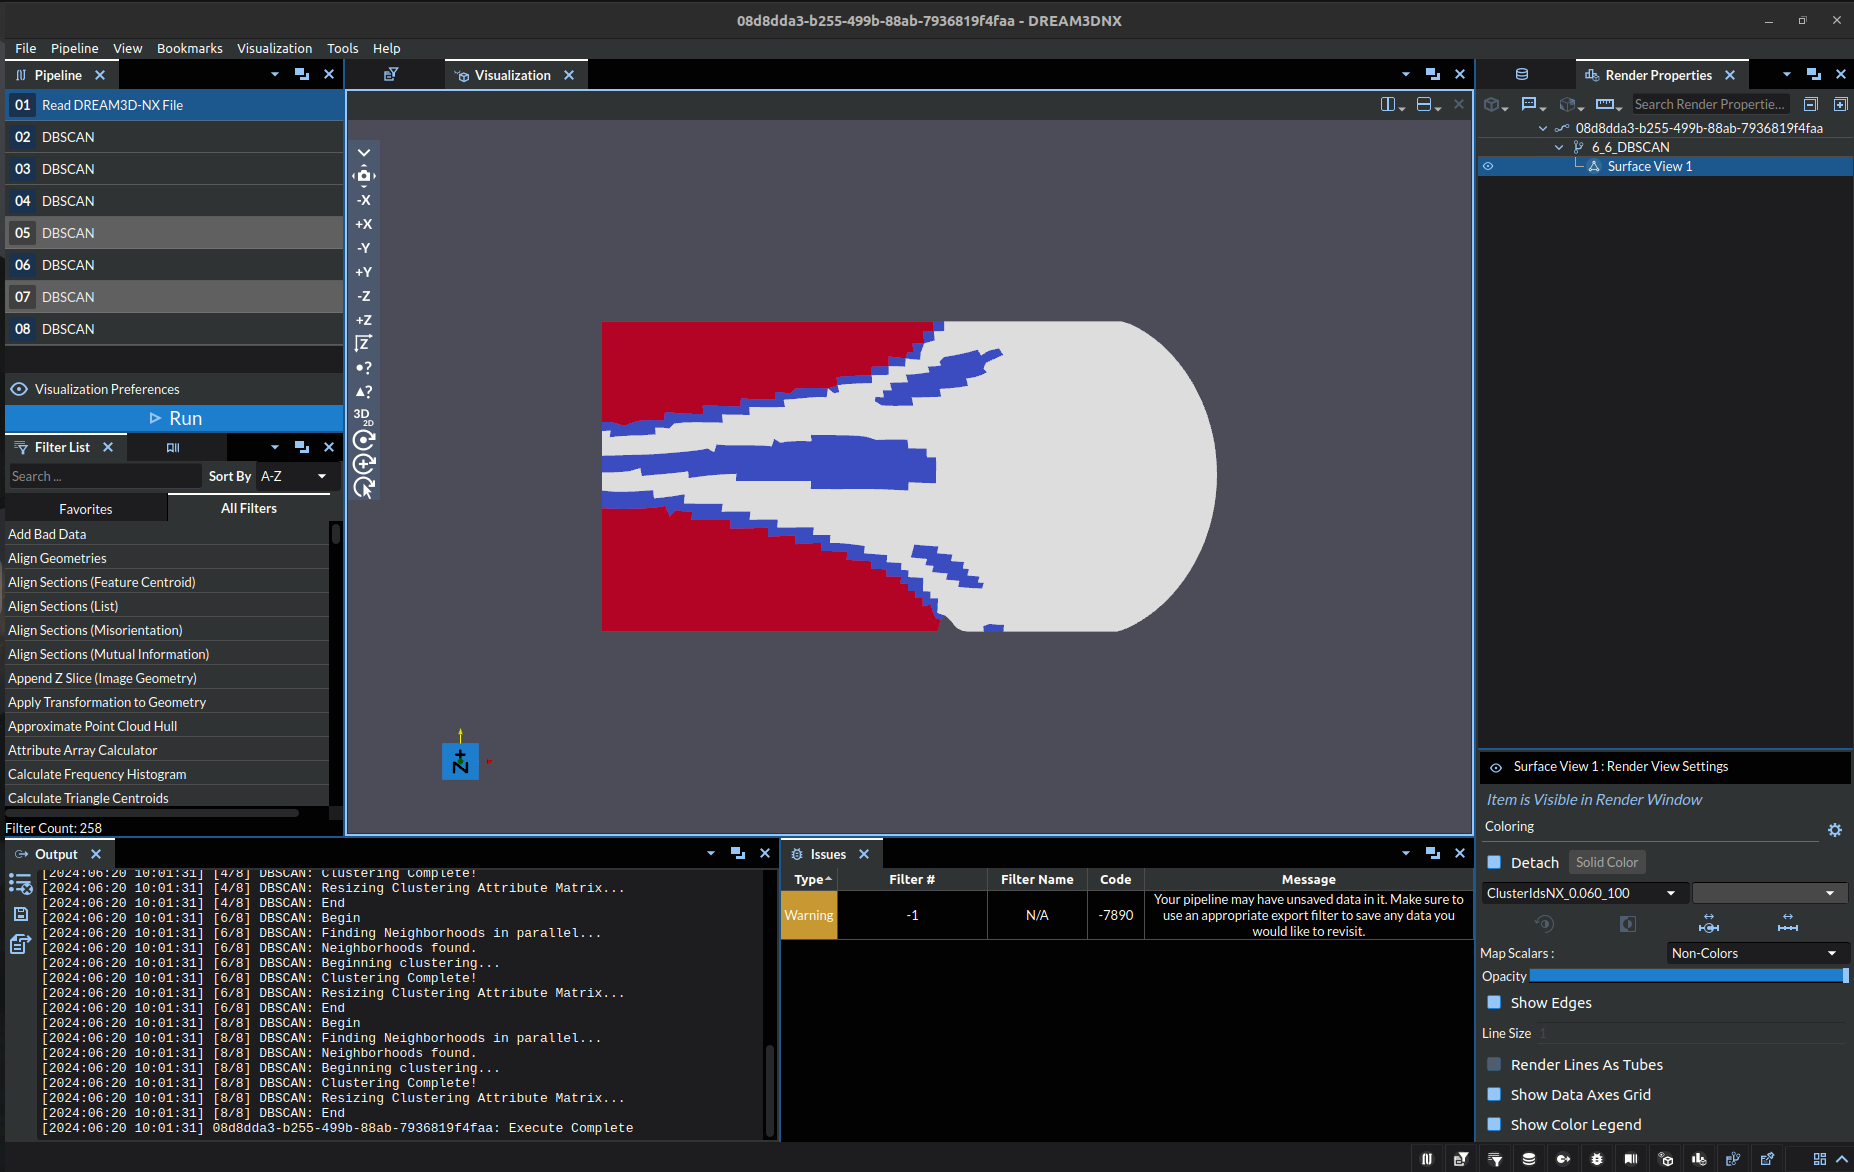 08d8dda3-b255-499b-88ab-7936819f4faa - DREAM3DNX
File Pipeline View Bookmarks Visualization Tools Help
Pipeline
01 Read DREAM3D-NX File
02 DBSCAN
03 DBSCAN
04 DBSCAN
05 DBSCAN
06 DBSCAN
07 DBSCAN
08 DBSCAN
Visualization Preferences
Run
Filter List
Search ... Sort By A-Z
Favorites All Filters
Add Bad Data
Align Geometries
Align Sections (Feature Centroid)
Align Sections (List)
Align Sections (Misorientation)
Align Sections (Mutual Information)
Append Z Slice (Image Geometry)
Apply Transformation to Geometry
Approximate Point Cloud Hull
Attribute Array Calculator
Calculate Frequency Histogram
Calculate Triangle Centroids
Filter Count: 258
Visualization
-X
+X
-Y
+Y
-Z
+Z
Z
?
?
3D
2D
+Z
Render Properties
Search Render Propertie...
08d8dda3-b255-499b-88ab-7936819f4faa
6_6_DBSCAN
Surface View 1
Surface View 1 : Render View Settings
Item is Visible in Render Window
Coloring
Detach Solid Color
ClusterIdsNX_0.060_100
Map Scalars : Non-Colors
Opacity
Show Edges
Line Size 1
Render Lines As Tubes
Show Data Axes Grid
Show Color Legend
Output
[2024:06:20 10:01:31] [4/8] DBSCAN: Clustering Complete!
[2024:06:20 10:01:31] [4/8] DBSCAN: Resizing Clustering Attribute Matrix...
[2024:06:20 10:01:31] [4/8] DBSCAN: End
[2024:06:20 10:01:31] [6/8] DBSCAN: Begin
[2024:06:20 10:01:31] [6/8] DBSCAN: Finding Neighborhoods in parallel...
[2024:06:20 10:01:31] [6/8] DBSCAN: Neighborhoods found.
[2024:06:20 10:01:31] [6/8] DBSCAN: Beginning clustering...
[2024:06:20 10:01:31] [6/8] DBSCAN: Clustering Complete!
[2024:06:20 10:01:31] [6/8] DBSCAN: Resizing Clustering Attribute Matrix...
[2024:06:20 10:01:31] [6/8] DBSCAN: End
[2024:06:20 10:01:31] [8/8] DBSCAN: Begin
[2024:06:20 10:01:31] [8/8] DBSCAN: Finding Neighborhoods in parallel...
[2024:06:20 10:01:31] [8/8] DBSCAN: Neighborhoods found.
[2024:06:20 10:01:31] [8/8] DBSCAN: Beginning clustering...
[2024:06:20 10:01:31] [8/8] DBSCAN: Clustering Complete!
[2024:06:20 10:01:31] [8/8] DBSCAN: Resizing Clustering Attribute Matrix...
[2024:06:20 10:01:31] [8/8] DBSCAN: End
[2024:06:20 10:01:31] 08d8dda3-b255-499b-88ab-7936819f4faa: Execute Complete
Issues
Type Filter # Filter Name Code Message
Warning -1 N/A -7890 Your pipeline may have unsaved data in it. Make sure to
use an appropriate export filter to save any data you
would like to revisit.